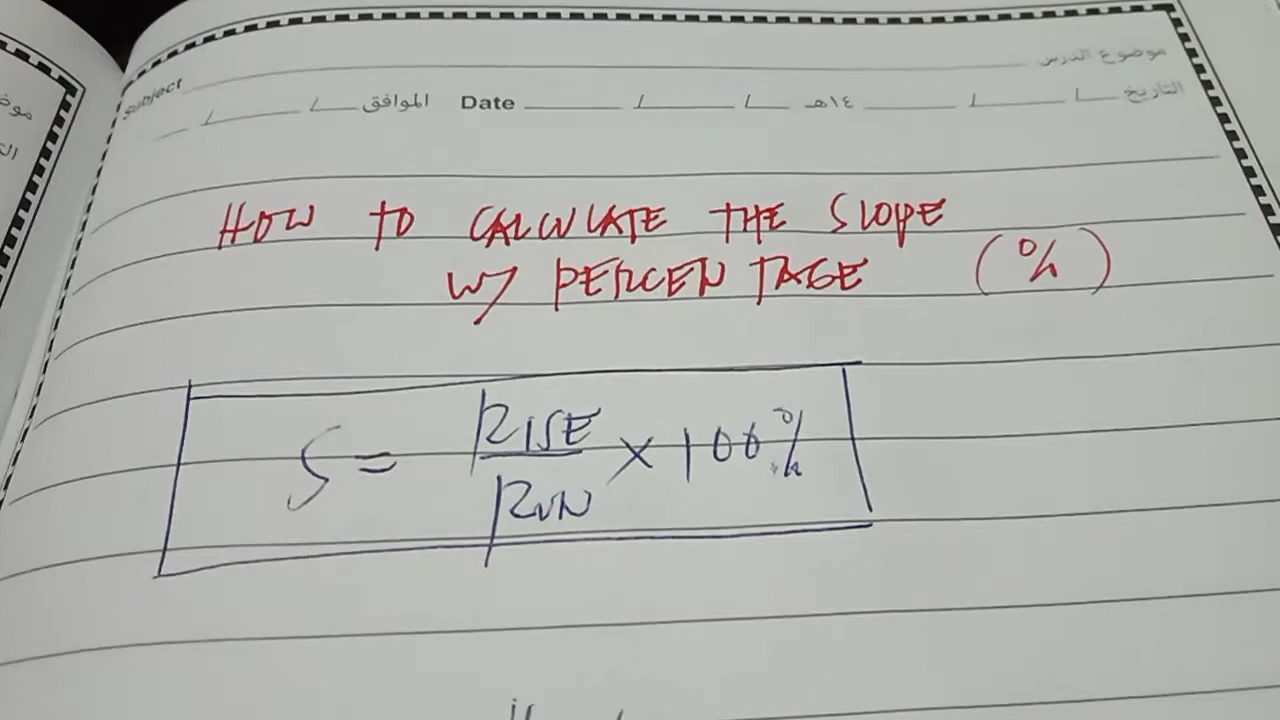 موضوع الدرس
Subject
التاريخ / / ١٤هـ Date / / الموافق / /
HOW TO CALCULATE THE SLOPE
W/ PERCENTAGE (%)
S = RISE/RUN × 100%